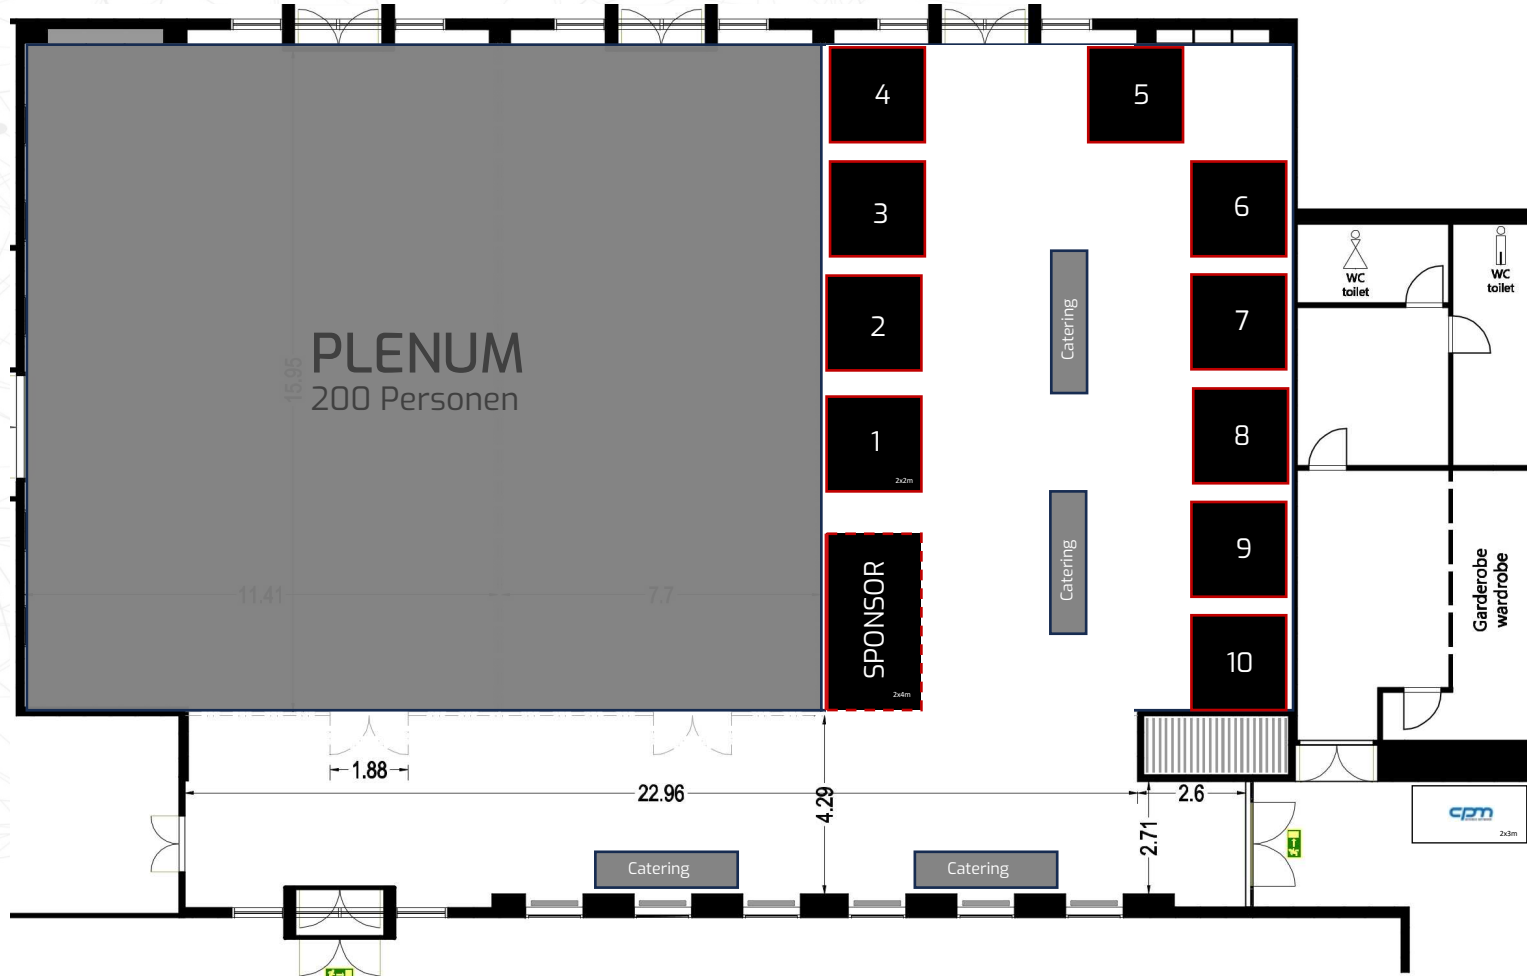 4
5
3
6
WC
toilet
WC
toilet
2
7
Catering
PLENUM
200 Personen
15.95
1
2x2m
8
9
Catering
Garderobe
wardrobe
11.41
7.7
SPONSOR
2x4m
10
1.88
22.96
4.29
2.6
2.71
cpm
2x3m
Catering
Catering